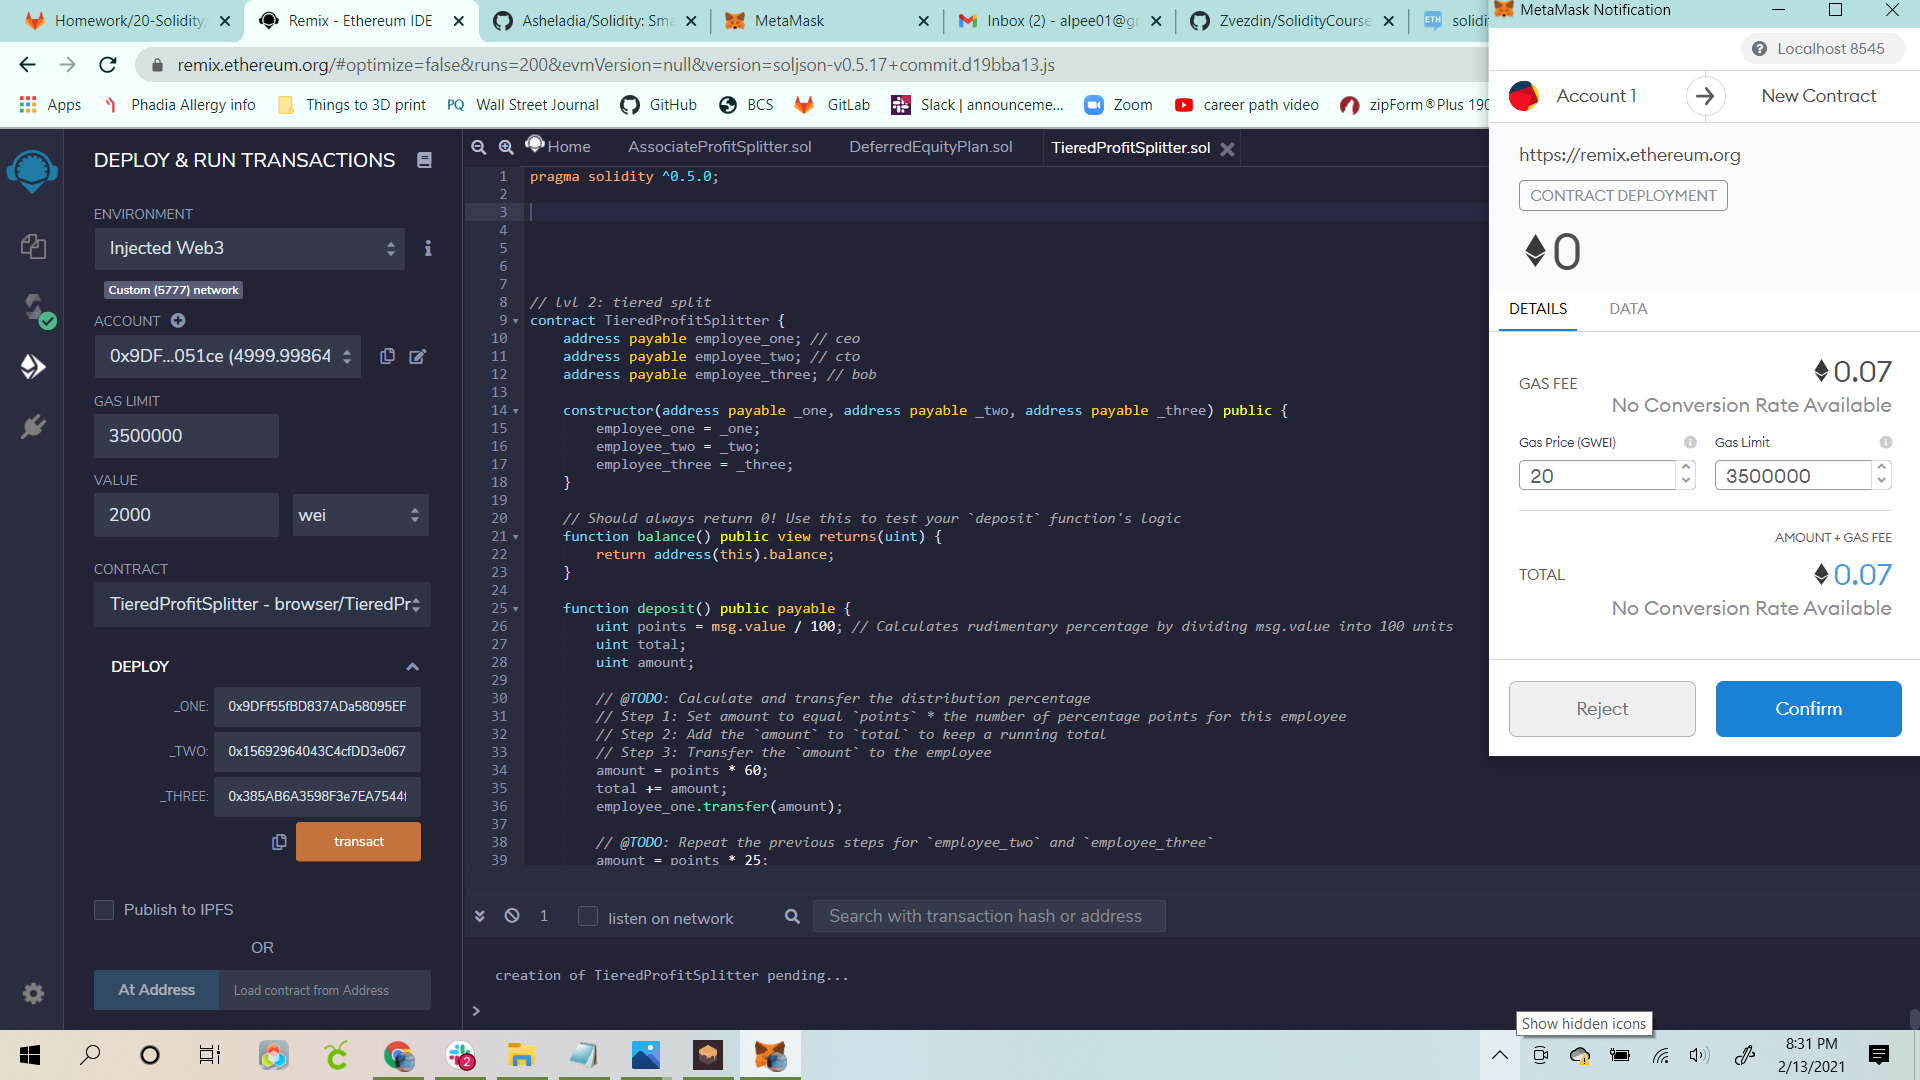 Homework/20-Solidity/
Remix - Ethereum IDE
Asheladia/Solidity: Sma
MetaMask
Inbox (2) - alpee01@g
Zvezdin/SolidityCourse
ETH solidi
remix.ethereum.org/#optimize=false&runs=200&evmVersion=null&version=soljson-v0.5.17+commit.d19bba13.js
Apps
Phadia Allergy info
Things to 3D print
PQ Wall Street Journal
GitHub
BCS
GitLab
Slack | announceme...
Zoom
career path video
zipForm®Plus 190
DEPLOY & RUN TRANSACTIONS
ENVIRONMENT
Injected Web3
i
Custom (5777) network
ACCOUNT
0x9DF...051ce (4999.99864
GAS LIMIT
3500000
VALUE
2000
wei
CONTRACT
TieredProfitSplitter - browser/TieredPr
DEPLOY
_ONE: 0x9DFf55fBD837ADa58095EF
_TWO: 0x15692964043C4cfDD3e067
_THREE: 0x385AB6A3598F3e7EA7544f
transact
Publish to IPFS
OR
At Address
Load contract from Address
Home
AssociateProfitSplitter.sol
DeferredEquityPlan.sol
TieredProfitSplitter.sol
1 pragma solidity ^0.5.0;
2
3
4
5
6
7
8 // lvl 2: tiered split
9 contract TieredProfitSplitter {
10 address payable employee_one; // ceo
11 address payable employee_two; // cto
12 address payable employee_three; // bob
13
14 constructor(address payable _one, address payable _two, address payable _three) public {
15 employee_one = _one;
16 employee_two = _two;
17 employee_three = _three;
18 }
19
20 // Should always return 0! Use this to test your `deposit` function's logic
21 function balance() public view returns(uint) {
22 return address(this).balance;
23 }
24
25 function deposit() public payable {
26 uint points = msg.value / 100; // Calculates rudimentary percentage by dividing msg.value into 100 units
27 uint total;
28 uint amount;
29
30 // @TODO: Calculate and transfer the distribution percentage
31 // Step 1: Set amount to equal `points` * the number of percentage points for this employee
32 // Step 2: Add the `amount` to `total` to keep a running total
33 // Step 3: Transfer the `amount` to the employee
34 amount = points * 60;
35 total += amount;
36 employee_one.transfer(amount);
37
38 // @TODO: Repeat the previous steps for `employee_two` and `employee_three`
39 amount = points * 25;
1
listen on network
Search with transaction hash or address
creation of TieredProfitSplitter pending...
>
MetaMask Notification
Localhost 8545
Account 1
New Contract
https://remix.ethereum.org
CONTRACT DEPLOYMENT
0
DETAILS
DATA
GAS FEE
0.07
No Conversion Rate Available
Gas Price (GWEI)
Gas Limit
20
3500000
AMOUNT + GAS FEE
TOTAL
0.07
No Conversion Rate Available
Reject
Confirm
Show hidden icons
2
8:31 PM
2/13/2021